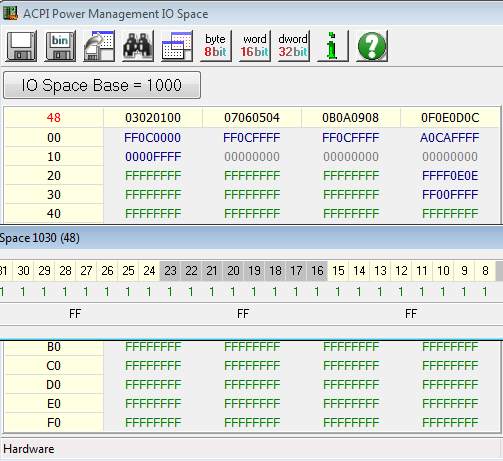 ACPI Power Management IO Space
bin byte 8bit word 16bit dword 32bit
IO Space Base = 1000
48 03020100 07060504 0B0A0908 0F0E0D0C
00 FF0C0000 FF0CFFFF FF0CFFFF A0CAFFFF
10 0000FFFF 00000000 00000000 00000000
20 FFFFFFFF FFFFFFFF FFFFFFFF FFFF0E0E
30 FFFFFFFF FFFFFFFF FFFFFFFF FF00FFFF
40 FFFFFFFF FFFFFFFF FFFFFFFF FFFFFFFF
Space 1030 (48)
31 30 29 28 27 26 25 24 23 22 21 20 19 18 17 16 15 14 13 12 11 10 9 8
1 1 1 1 1 1 1 1 1 1 1 1 1 1 1 1 1 1 1 1 1 1 1 1
FF FF FF
B0 FFFFFFFF FFFFFFFF FFFFFFFF FFFFFFFF
C0 FFFFFFFF FFFFFFFF FFFFFFFF FFFFFFFF
D0 FFFFFFFF FFFFFFFF FFFFFFFF FFFFFFFF
E0 FFFFFFFF FFFFFFFF FFFFFFFF FFFFFFFF
F0 FFFFFFFF FFFFFFFF FFFFFFFF FFFFFFFF
Hardware